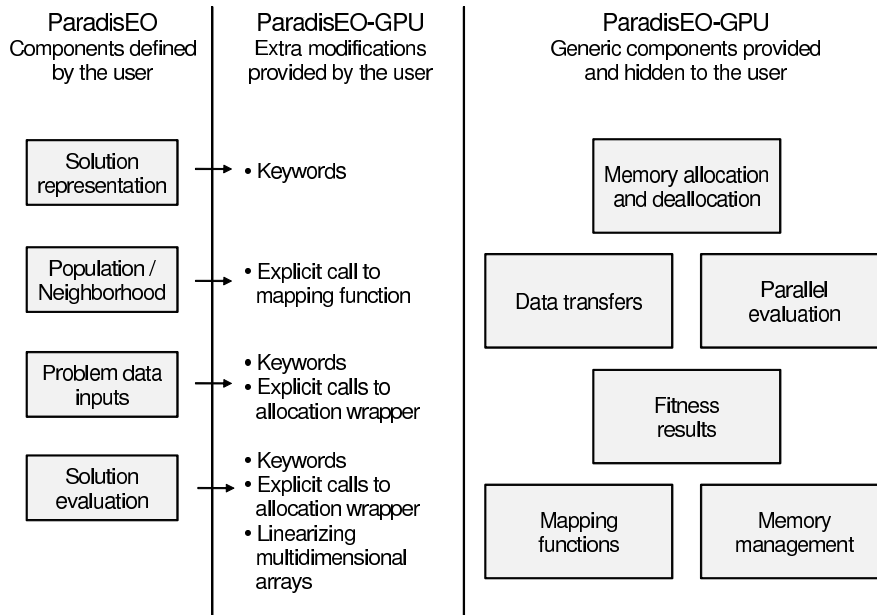 ParadisEO
Components defined
by the user
ParadisEO-GPU
Extra modifications
provided by the user
ParadisEO-GPU
Generic components provided
and hidden to the user
Solution
representation
• Keywords
Population /
Neighborhood
• Explicit call to
mapping function
Problem data
inputs
• Keywords
• Explicit calls to
allocation wrapper
Solution
evaluation
• Keywords
• Explicit calls to
allocation wrapper
• Linearizing
multidimensional
arrays
Memory allocation
and deallocation
Data transfers
Parallel
evaluation
Fitness
results
Mapping
functions
Memory
management